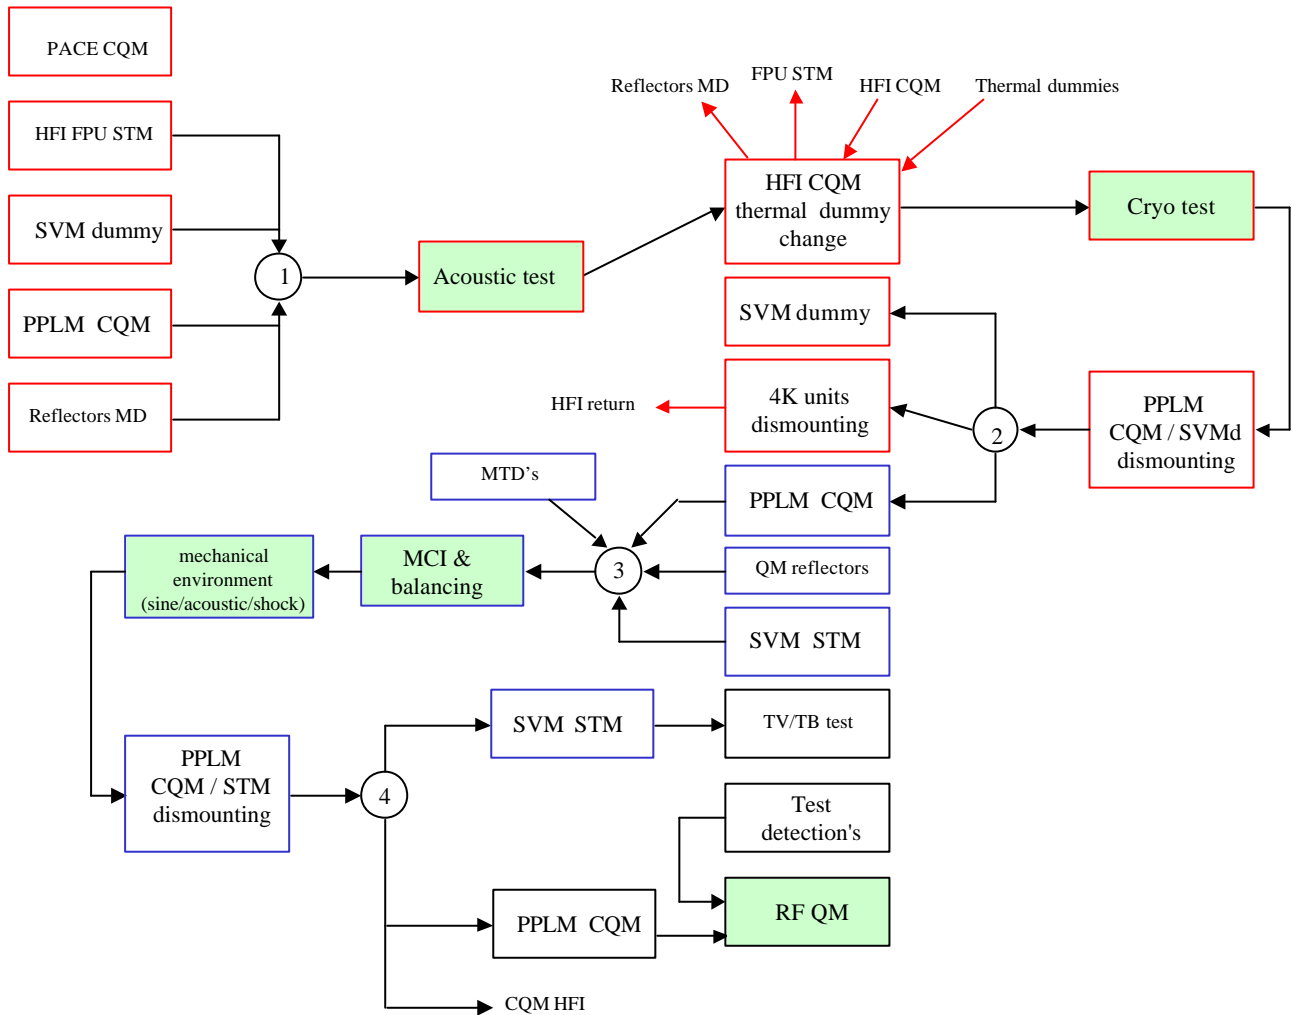 PACE CQM
HFI FPU STM
SVM dummy
PPLM CQM
Reflectors MD
1
Acoustic test
Reflectors MD
FPU STM
HFI CQM
Thermal dummies
HFI CQM
thermal dummy
change
Cryo test
SVM dummy
4K units
dismounting
HFI return
2
PPLM
CQM / SVMd
dismounting
MTD's
PPLM CQM
3
QM reflectors
SVM STM
MCI &
balancing
mechanical
environment
(sine/acoustic/shock)
PPLM
CQM / STM
dismounting
4
SVM STM
TV/TB test
Test
detection's
PPLM CQM
RF QM
CQM HFI